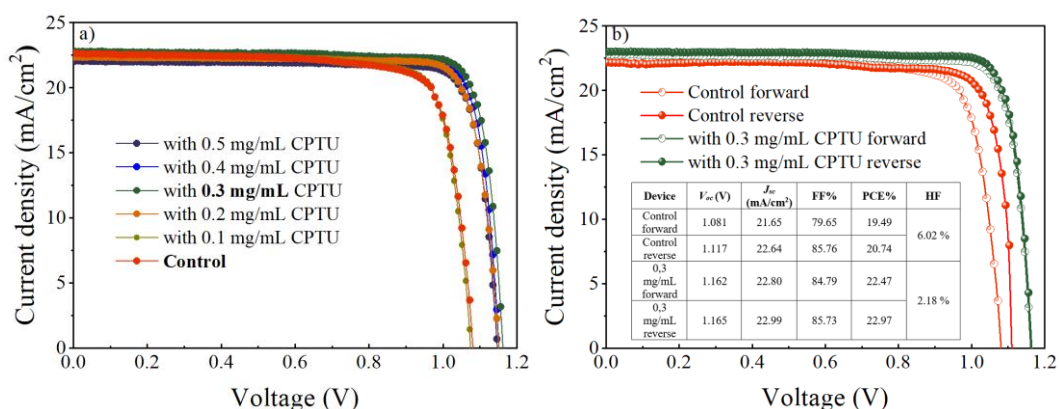 a)
25
20
15
10
5
0
Current density (mA/cm²)
with 0.5 mg/mL CPTU
with 0.4 mg/mL CPTU
with 0.3 mg/mL CPTU
with 0.2 mg/mL CPTU
with 0.1 mg/mL CPTU
Control
0.0 0.2 0.4 0.6 0.8 1.0 1.2
Voltage (V)
b)
25
20
15
10
5
0
Current density (mA/cm²)
Control forward
Control reverse
with 0.3 mg/mL CPTU forward
with 0.3 mg/mL CPTU reverse
Device Voc (V) Jsc (mA/cm²) FF% PCE% HF
Control forward 1.081 21.65 79.65 19.49 6.02 %
Control reverse 1.117 22.64 85.76 20.74
0,3 mg/mL forward 1.162 22.80 84.79 22.47 2.18 %
0,3 mg/mL reverse 1.165 22.99 85.73 22.97
0.0 0.2 0.4 0.6 0.8 1.0 1.2
Voltage (V)